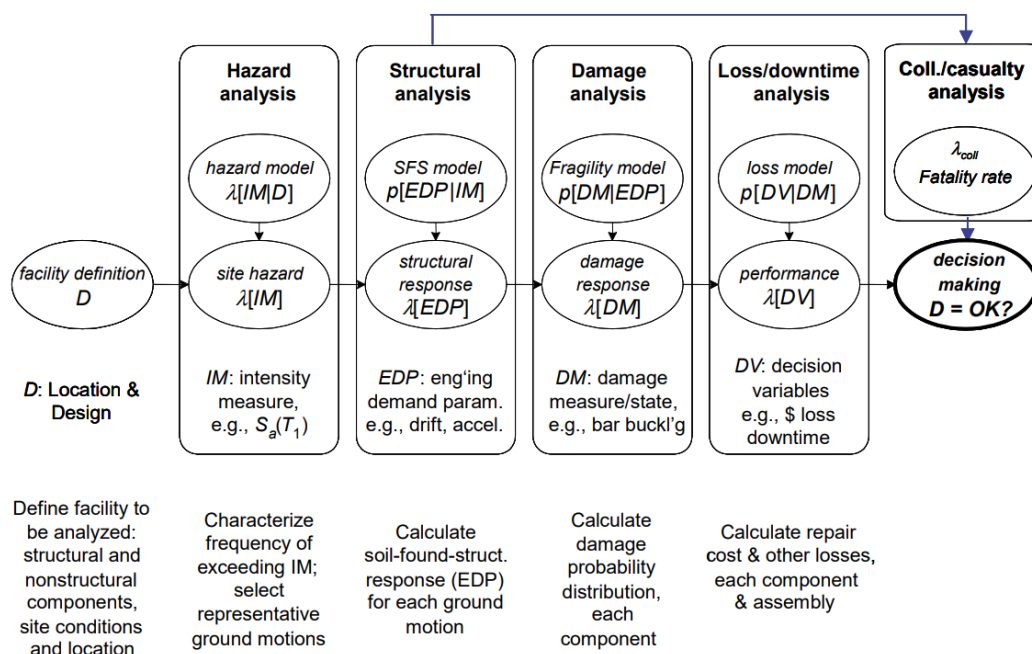 Hazard
analysis
Structural
analysis
Damage
analysis
Loss/downtime
analysis
Coll./casualty
analysis
hazard model
λ[IM|D]
SFS model
p[EDP|IM]
Fragility model
p[DM|EDP]
loss model
p[DV|DM]
λcoll
Fatality rate
facility definition
D
site hazard
λ[IM]
structural
response
λ[EDP]
damage
response
λ[DM]
performance
λ[DV]
decision
making
D = OK?
D: Location &
Design
IM: intensity
measure,
e.g., Sa(T1)
EDP: eng‘ing
demand param.
e.g., drift, accel.
DM: damage
measure/state,
e.g., bar buckl’g
DV: decision
variables
e.g., $ loss
downtime
Define facility to
be analyzed:
structural and
nonstructural
components,
site conditions
and location
Characterize
frequency of
exceeding IM;
select
representative
ground motions
Calculate
soil-found-struct.
response (EDP)
for each ground
motion
Calculate
damage
probability
distribution,
each
component
Calculate repair
cost & other losses,
each component
& assembly